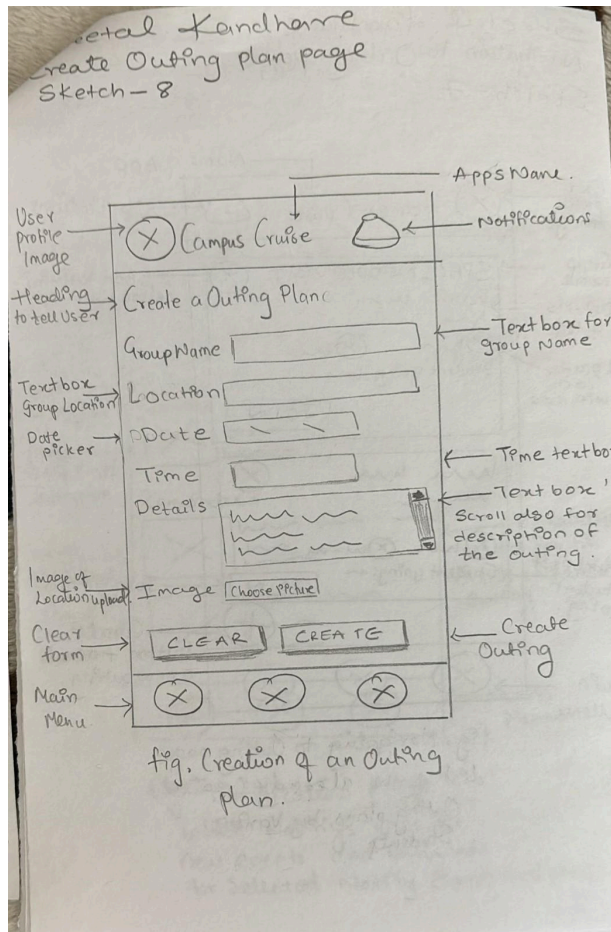 Kandhare
Create Outing plan page
Sketch - 8
App's Name.
User
profile
Image
Campus Cruise
Notifications
Heading
to tell User
Create a Outing Plan
Group Name
Text box for
group Name
Textbox
Group Location
Location
Date
picker
Date
Time
Time textbo
Details
Text box
Scroll also for
description of
the outing.
Image of
Location upload.
Image
Choose picture
Clear
form
CLEAR
CREATE
Create
Outing
Main
Menu
fig. Creation of an Outing
plan.